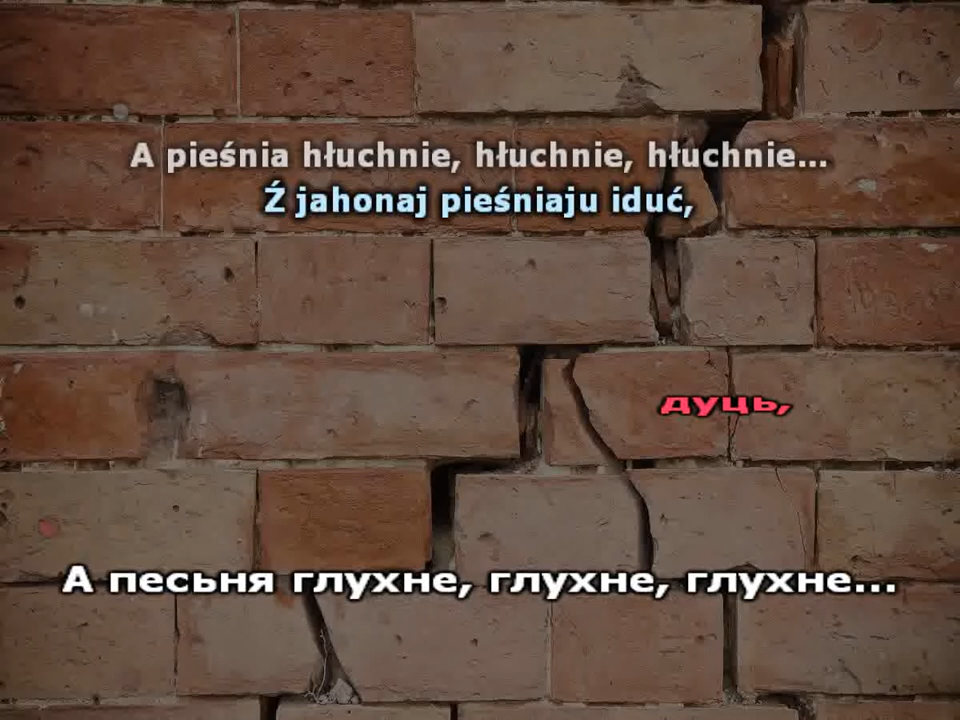 A pieśnia hłuchnie, hłuchnie, hłuchnie...
Ź jahonaj pieśniaju iduć,
дуць,
А песьня глухне, глухне, глухне...